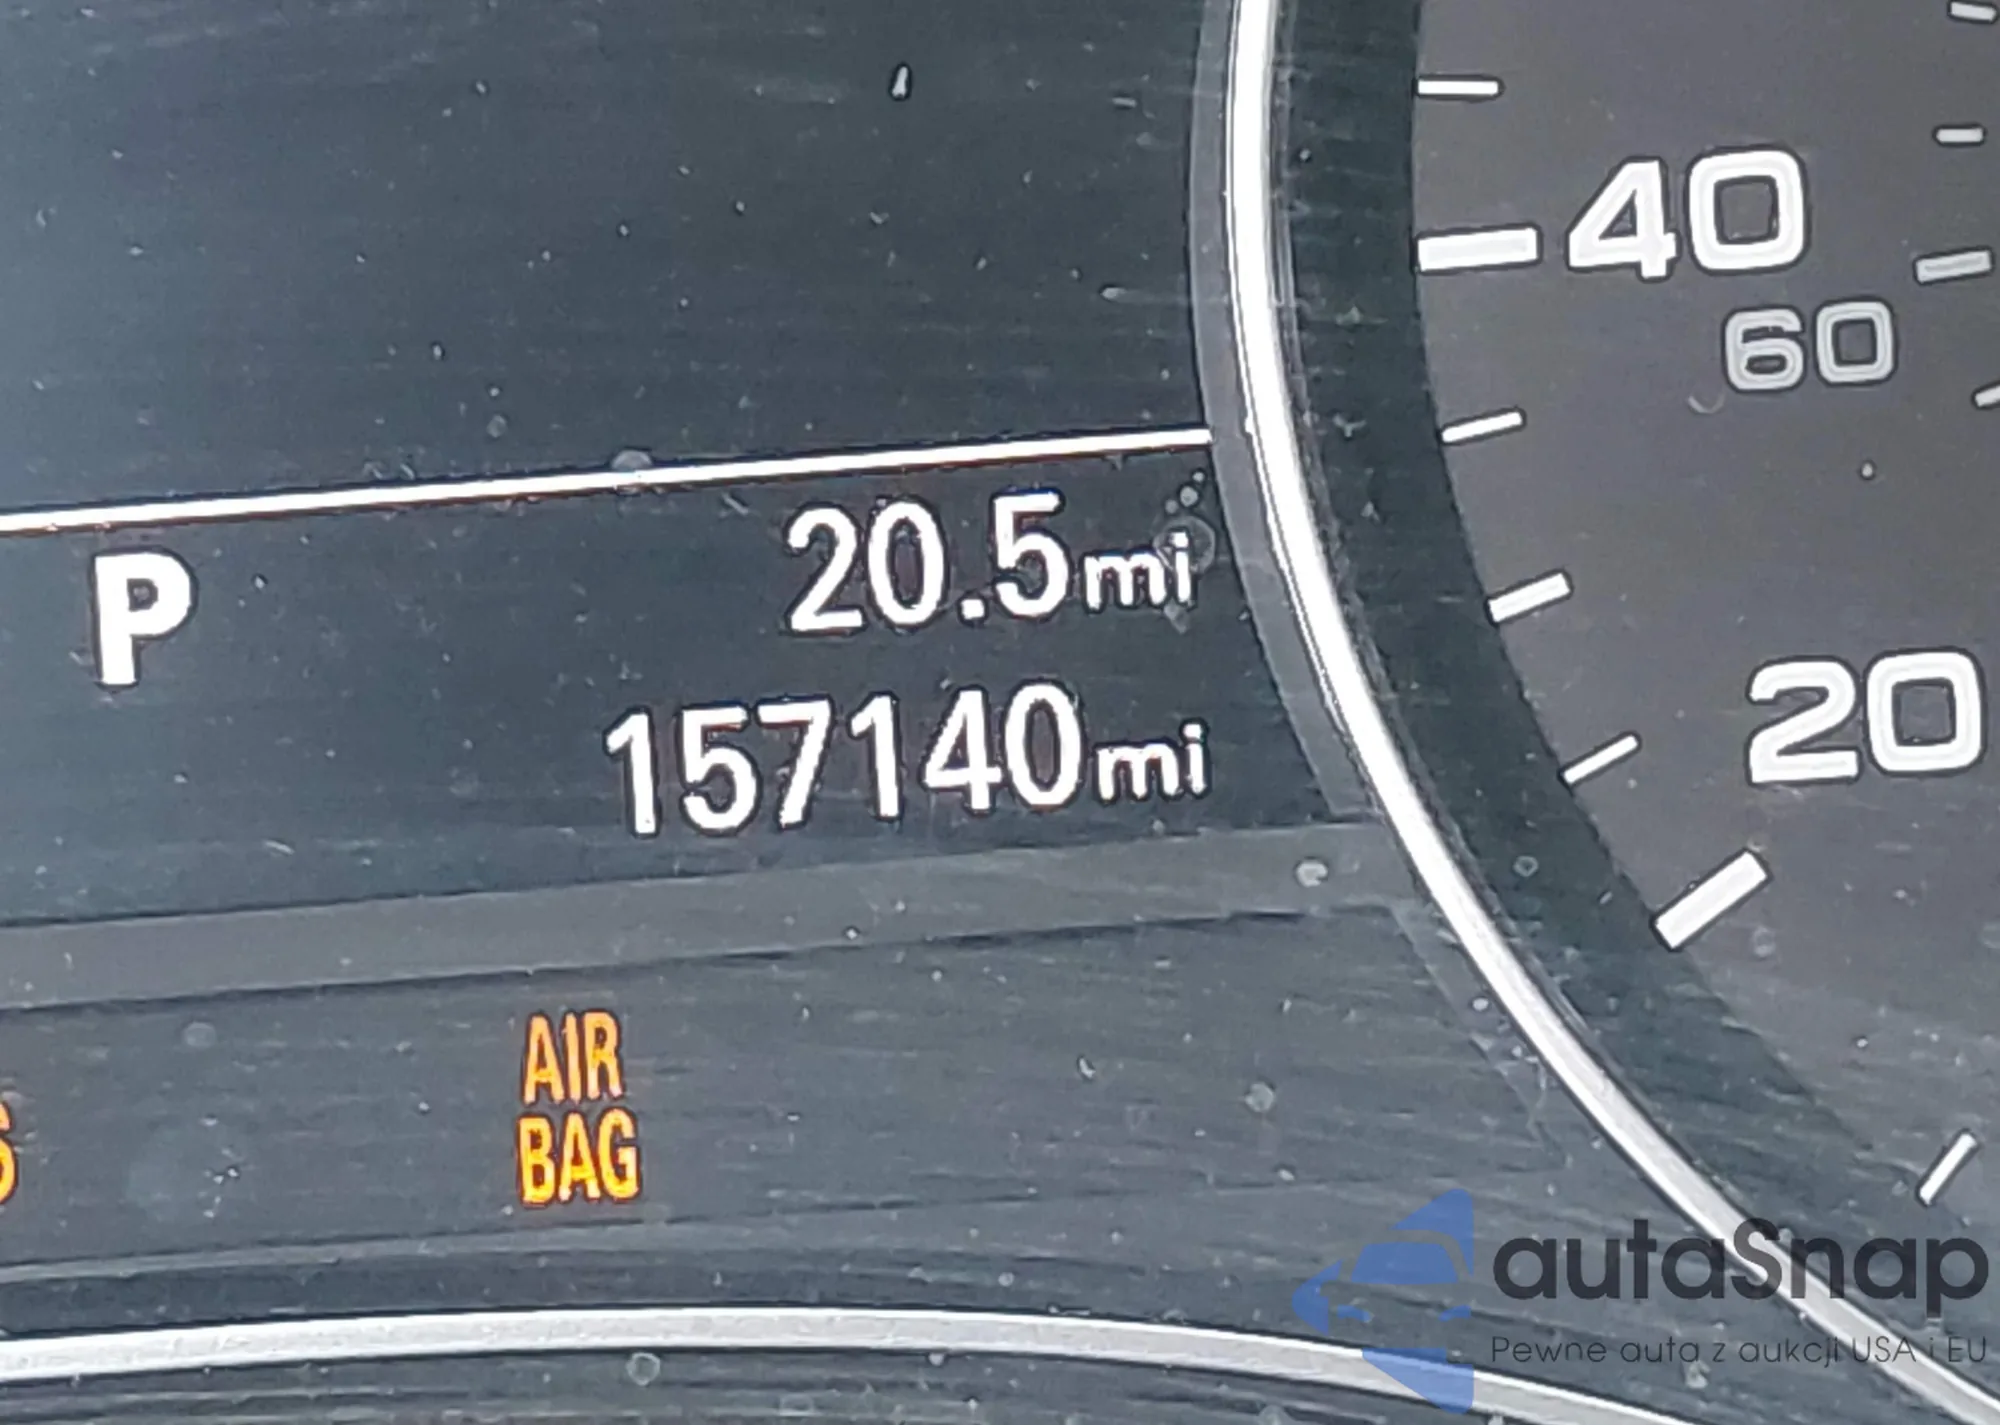 40
60
20.5mi
P
157140mi
20
AIR
BAG
autaSnap
Pewne auta z aukcji USA i EU